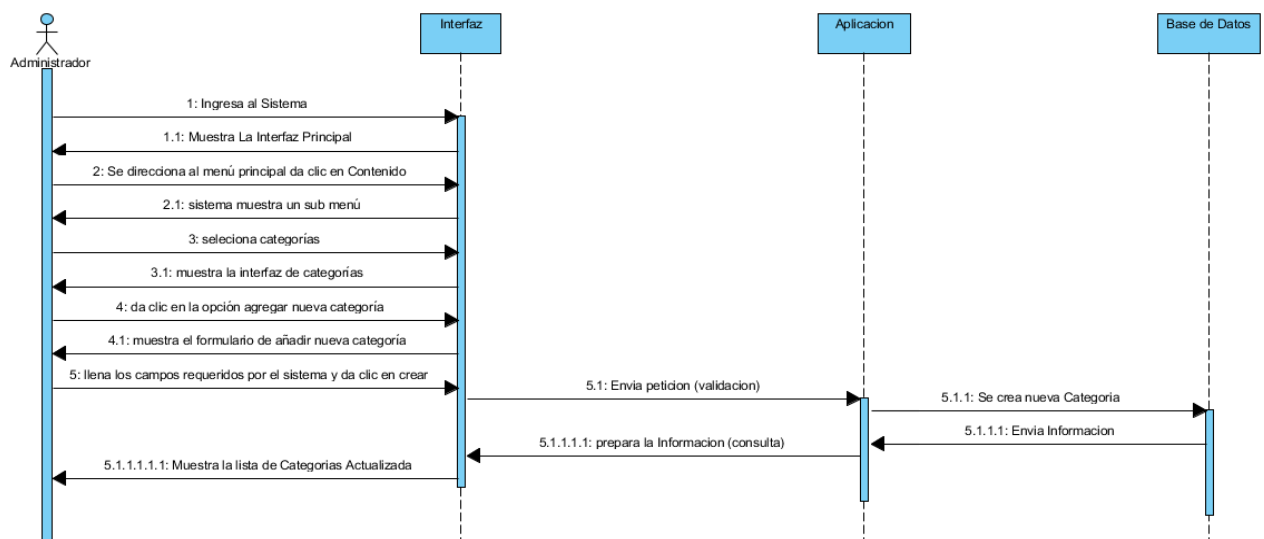 Interfaz
Aplicacion
Base de Datos
Administrador
1: Ingresa al Sistema
1.1: Muestra La Interfaz Principal
2: Se direcciona al menú principal da clic en Contenido
2.1: sistema muestra un sub menú
3: seleciona categorías
3.1: muestra la interfaz de categorías
4: da clic en la opción agregar nueva categoría
4.1: muestra el formulario de añadir nueva categoría
5: llena los campos requeridos por el sistema y da clic en crear
5.1: Envia peticion (validacion)
5.1.1: Se crea nueva Categoria
5.1.1.1: Envia Informacion
5.1.1.1.1: prepara la Informacion (consulta)
5.1.1.1.1.1: Muestra la lista de Categorias Actualizada